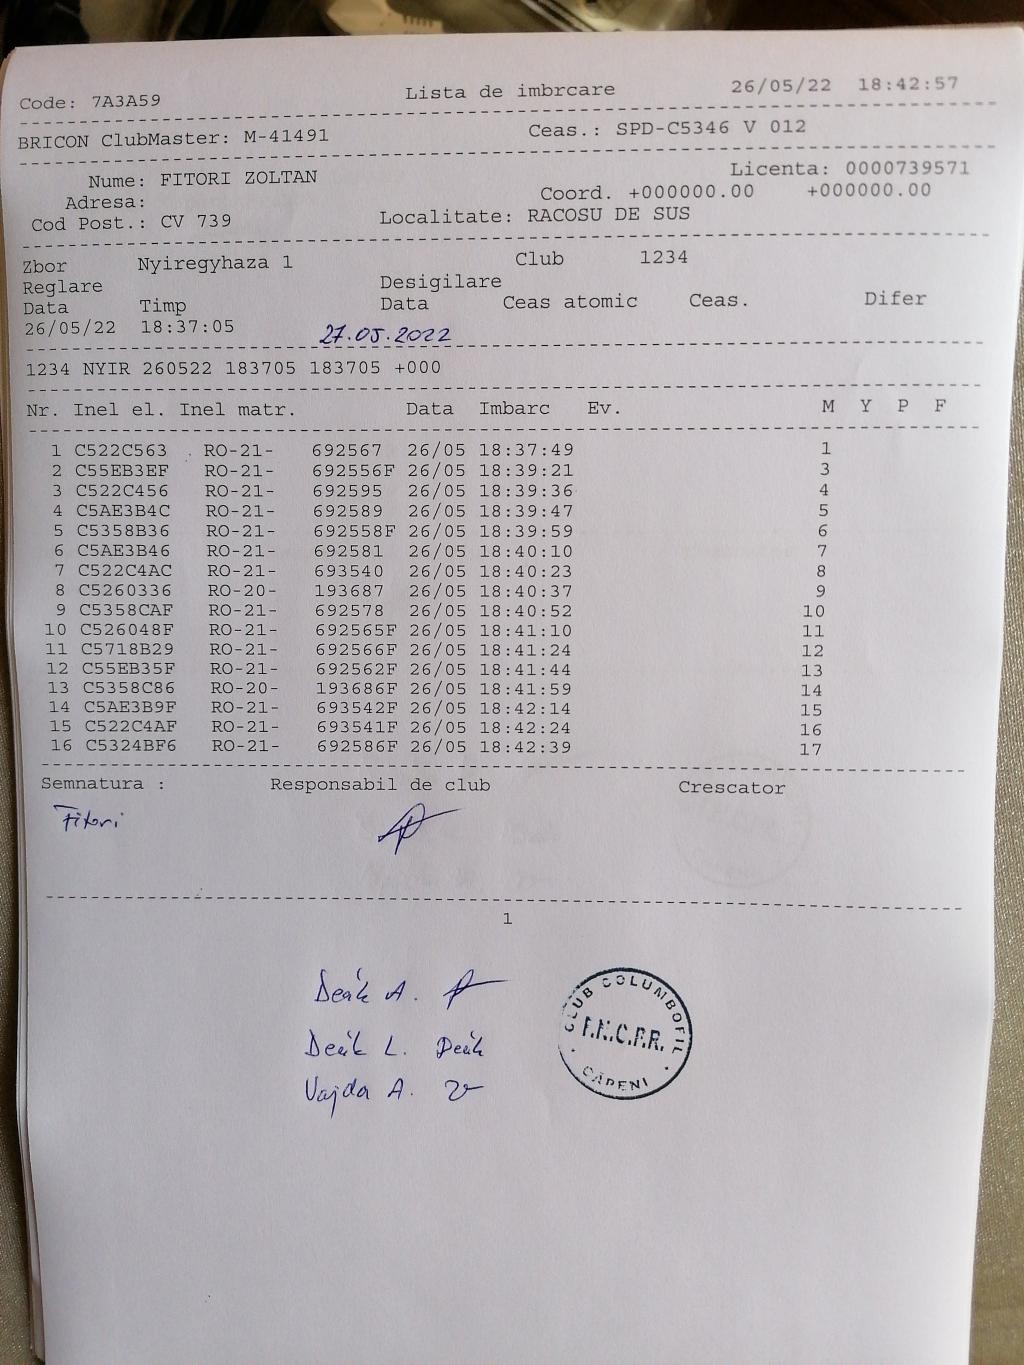 Code: 7A3A59 Lista de imbrcare 26/05/22 18:42:57
BRICON ClubMaster: M-41491 Ceas.: SPD-C5346 V 012
Nume: FITORI ZOLTAN Licenta: 0000739571
Adresa: Coord. +000000.00 +000000.00
Cod Post.: CV 739 Localitate: RACOSU DE SUS
Zbor Nyiregyhaza 1 Club 1234
Reglare Desigilare
Data Timp Data Ceas atomic Ceas. Difer
26/05/22 18:37:05 27.05.2022
1234 NYIR 260522 183705 183705 +000
Nr. Inel el. Inel matr. Data Imbarc Ev. M Y P F
1 C522C563 RO-21- 692567 26/05 18:37:49 1
2 C55EB3EF RO-21- 692556F 26/05 18:39:21 3
3 C522C456 RO-21- 692595 26/05 18:39:36 4
4 C5AE3B4C RO-21- 692589 26/05 18:39:47 5
5 C5358B36 RO-21- 692558F 26/05 18:39:59 6
6 C5AE3B46 RO-21- 692581 26/05 18:40:10 7
7 C522C4AC RO-21- 693540 26/05 18:40:23 8
8 C5260336 RO-20- 193687 26/05 18:40:37 9
9 C5358CAF RO-21- 692578 26/05 18:40:52 10
10 C526048F RO-21- 692565F 26/05 18:41:10 11
11 C5718B29 RO-21- 692566F 26/05 18:41:24 12
12 C55EB35F RO-21- 692562F 26/05 18:41:44 13
13 C5358C86 RO-20- 193686F 26/05 18:41:59 14
14 C5AE3B9F RO-21- 693542F 26/05 18:42:14 15
15 C522C4AF RO-21- 693541F 26/05 18:42:24 16
16 C5324BF6 RO-21- 692586F 26/05 18:42:39 17
Semnatura : Responsabil de club Crescator
Fitori
1
Deák A.
Deák L. Deák
Vajda A.
CLUB COLUMBOFIL
F.N.C.P.R.
CĂPENI